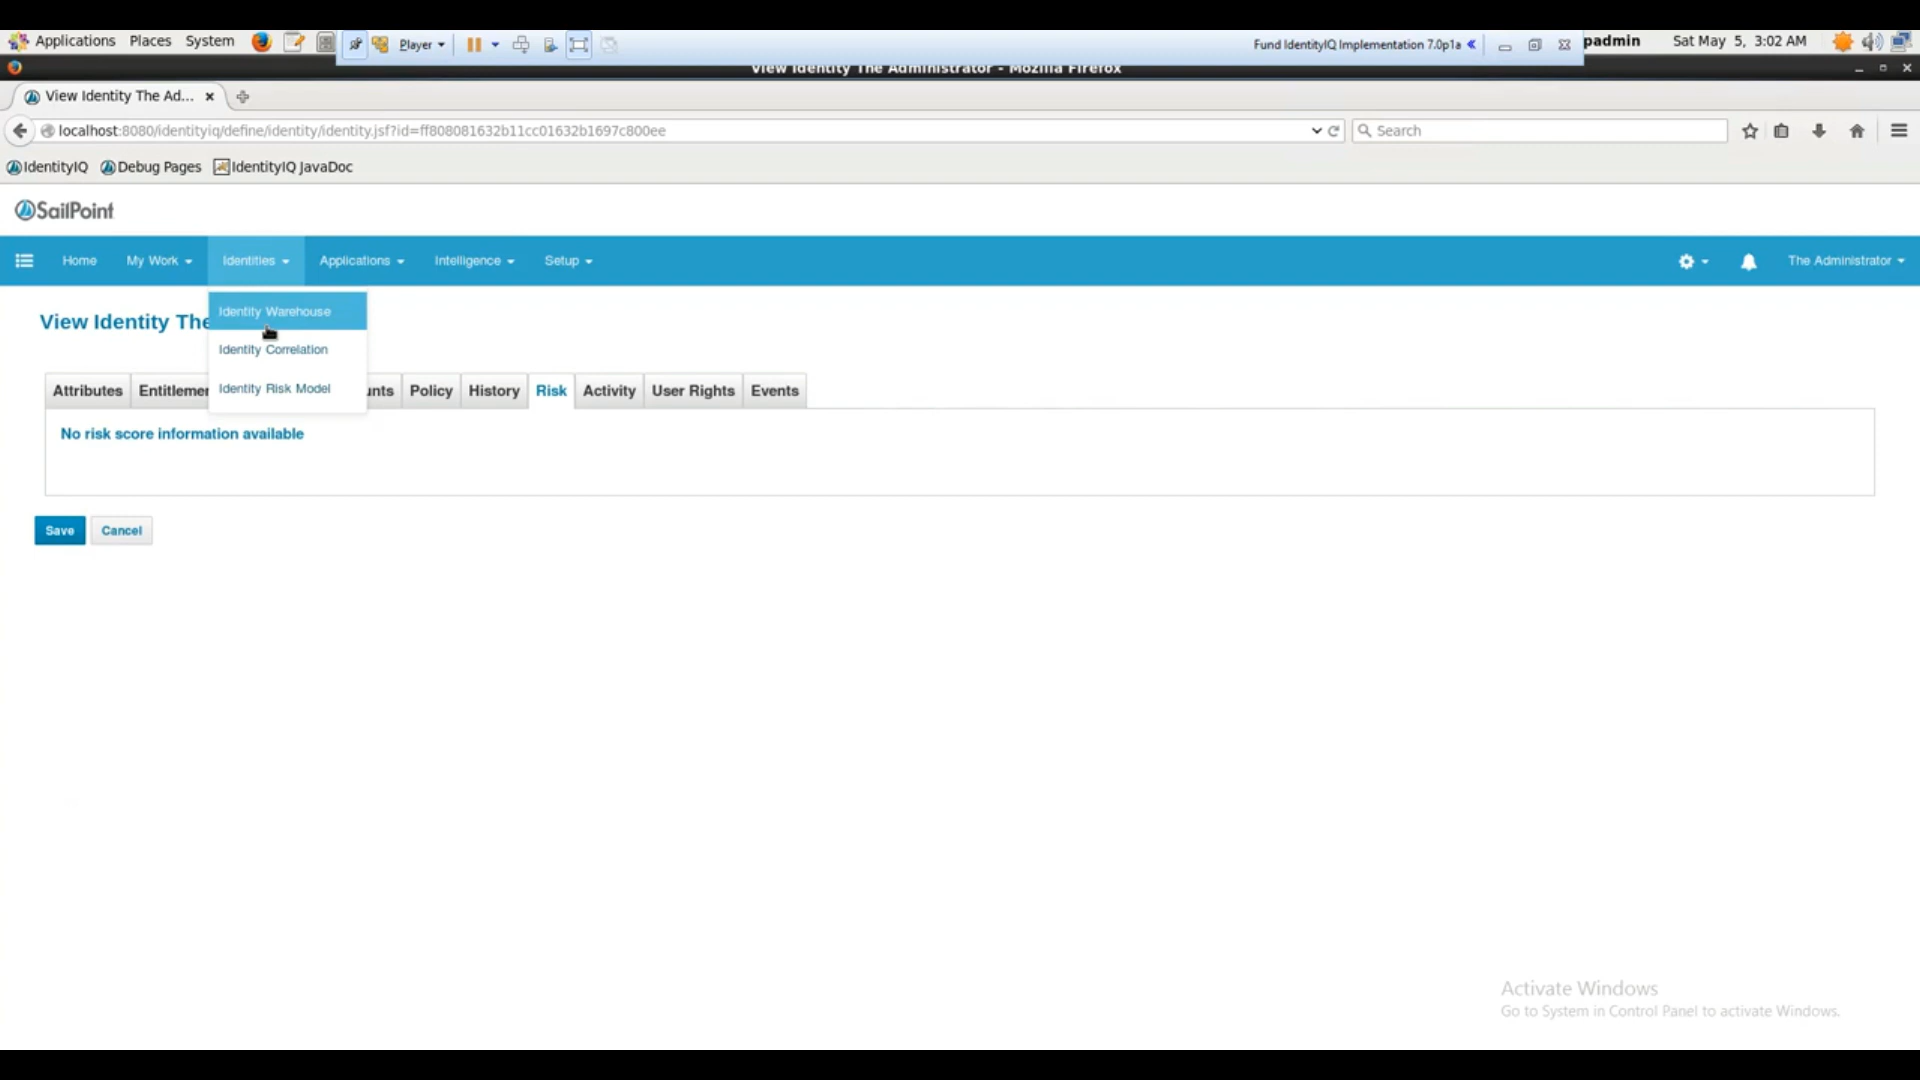 Applications Places System Player Fund IdentityIQ Implementation 7.0p1a padmin Sat May 5, 3:02 AM
View Identity The Administrator - Mozilla Firefox
View Identity The Ad...
localhost:8080/identityiq/define/identity/identity.jsf?id=ff808081632b11cc01632b1697c800ee Search
IdentityIQ Debug Pages IdentityIQ JavaDoc
SailPoint
Home My Work Identities Applications Intelligence Setup The Administrator
Identity Warehouse
View Identity The
Identity Correlation
Identity Risk Model
Attributes Entitlemen unts Policy History Risk Activity User Rights Events
No risk score information available
Save Cancel
Activate Windows
Go to System in Control Panel to activate Windows.